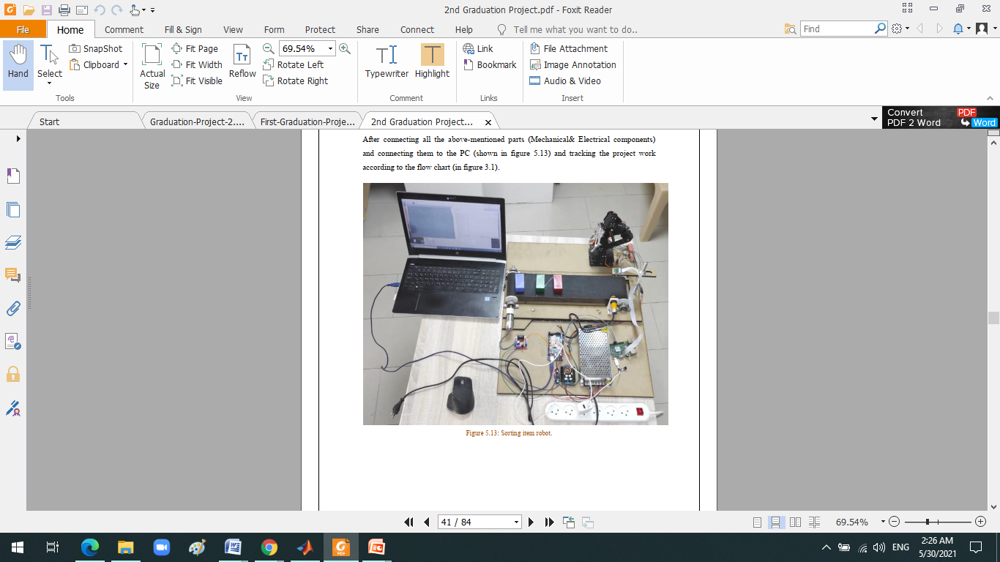 2nd Graduation Project.pdf - Foxit Reader
File Home Comment Fill & Sign View Form Protect Share Connect Help Tell me what you want to do.. Find
Hand
Select
SnapShot
Clipboard
Tools
Actual
Size
Fit Page
Fit Width
Fit Visible
Reflow
69.54%
Rotate Left
Rotate Right
View
Typewriter
Highlight
Comment
Link
Bookmark
Links
File Attachment
Image Annotation
Audio & Video
Insert
Start Graduation-Project-2.... First-Graduation-Proje... 2nd Graduation Project...
Convert PDF
PDF 2 Word Word
After connecting all the above-mentioned parts (Mechanical& Electrical components)
and connecting them to the PC (shown in figure 5.13) and tracking the project work
according to the flow chart (in figure 3.1).
Figure 5.13: Sorting item robot.
41 / 84
69.54%
PDF
ENG
2:26 AM
5/30/2021